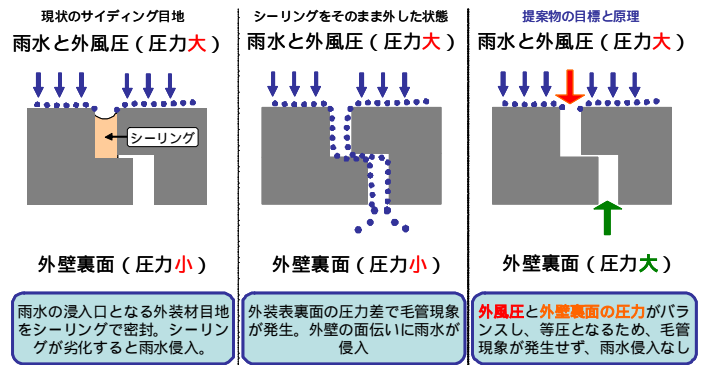 現状のサイディング目地
雨水と外風圧（圧力大）
シーリング
外壁裏面（圧力小）
雨水の浸入口となる外装材目地
をシーリングで密封。シーリン
グが劣化すると雨水侵入。
シーリングをそのまま外した状態
雨水と外風圧（圧力大）
外壁裏面（圧力小）
外装表裏面の圧力差で毛管現象
が発生。外壁の面伝いに雨水が
侵入
提案物の目標と原理
雨水と外風圧（圧力大）
外壁裏面（圧力大）
外風圧と外壁裏面の圧力がバラ
ンスし、等圧となるため、毛管
現象が発生せず、雨水侵入なし